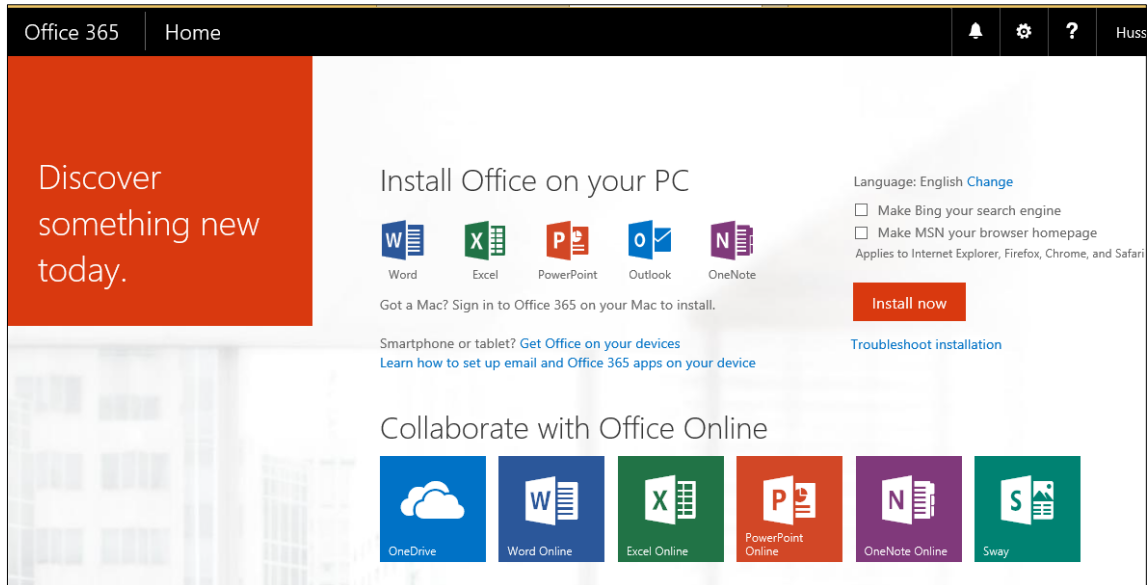 Office 365 Home Huss
Discover
something new
today.
Install Office on your PC
Word Excel PowerPoint Outlook OneNote
Got a Mac? Sign in to Office 365 on your Mac to install.
Smartphone or tablet? Get Office on your devices
Learn how to set up email and Office 365 apps on your device
Language: English Change
Make Bing your search engine
Make MSN your browser homepage
Applies to Internet Explorer, Firefox, Chrome, and Safari
Install now
Troubleshoot installation
Collaborate with Office Online
OneDrive
Word Online
Excel Online
PowerPoint
Online
OneNote Online
Sway